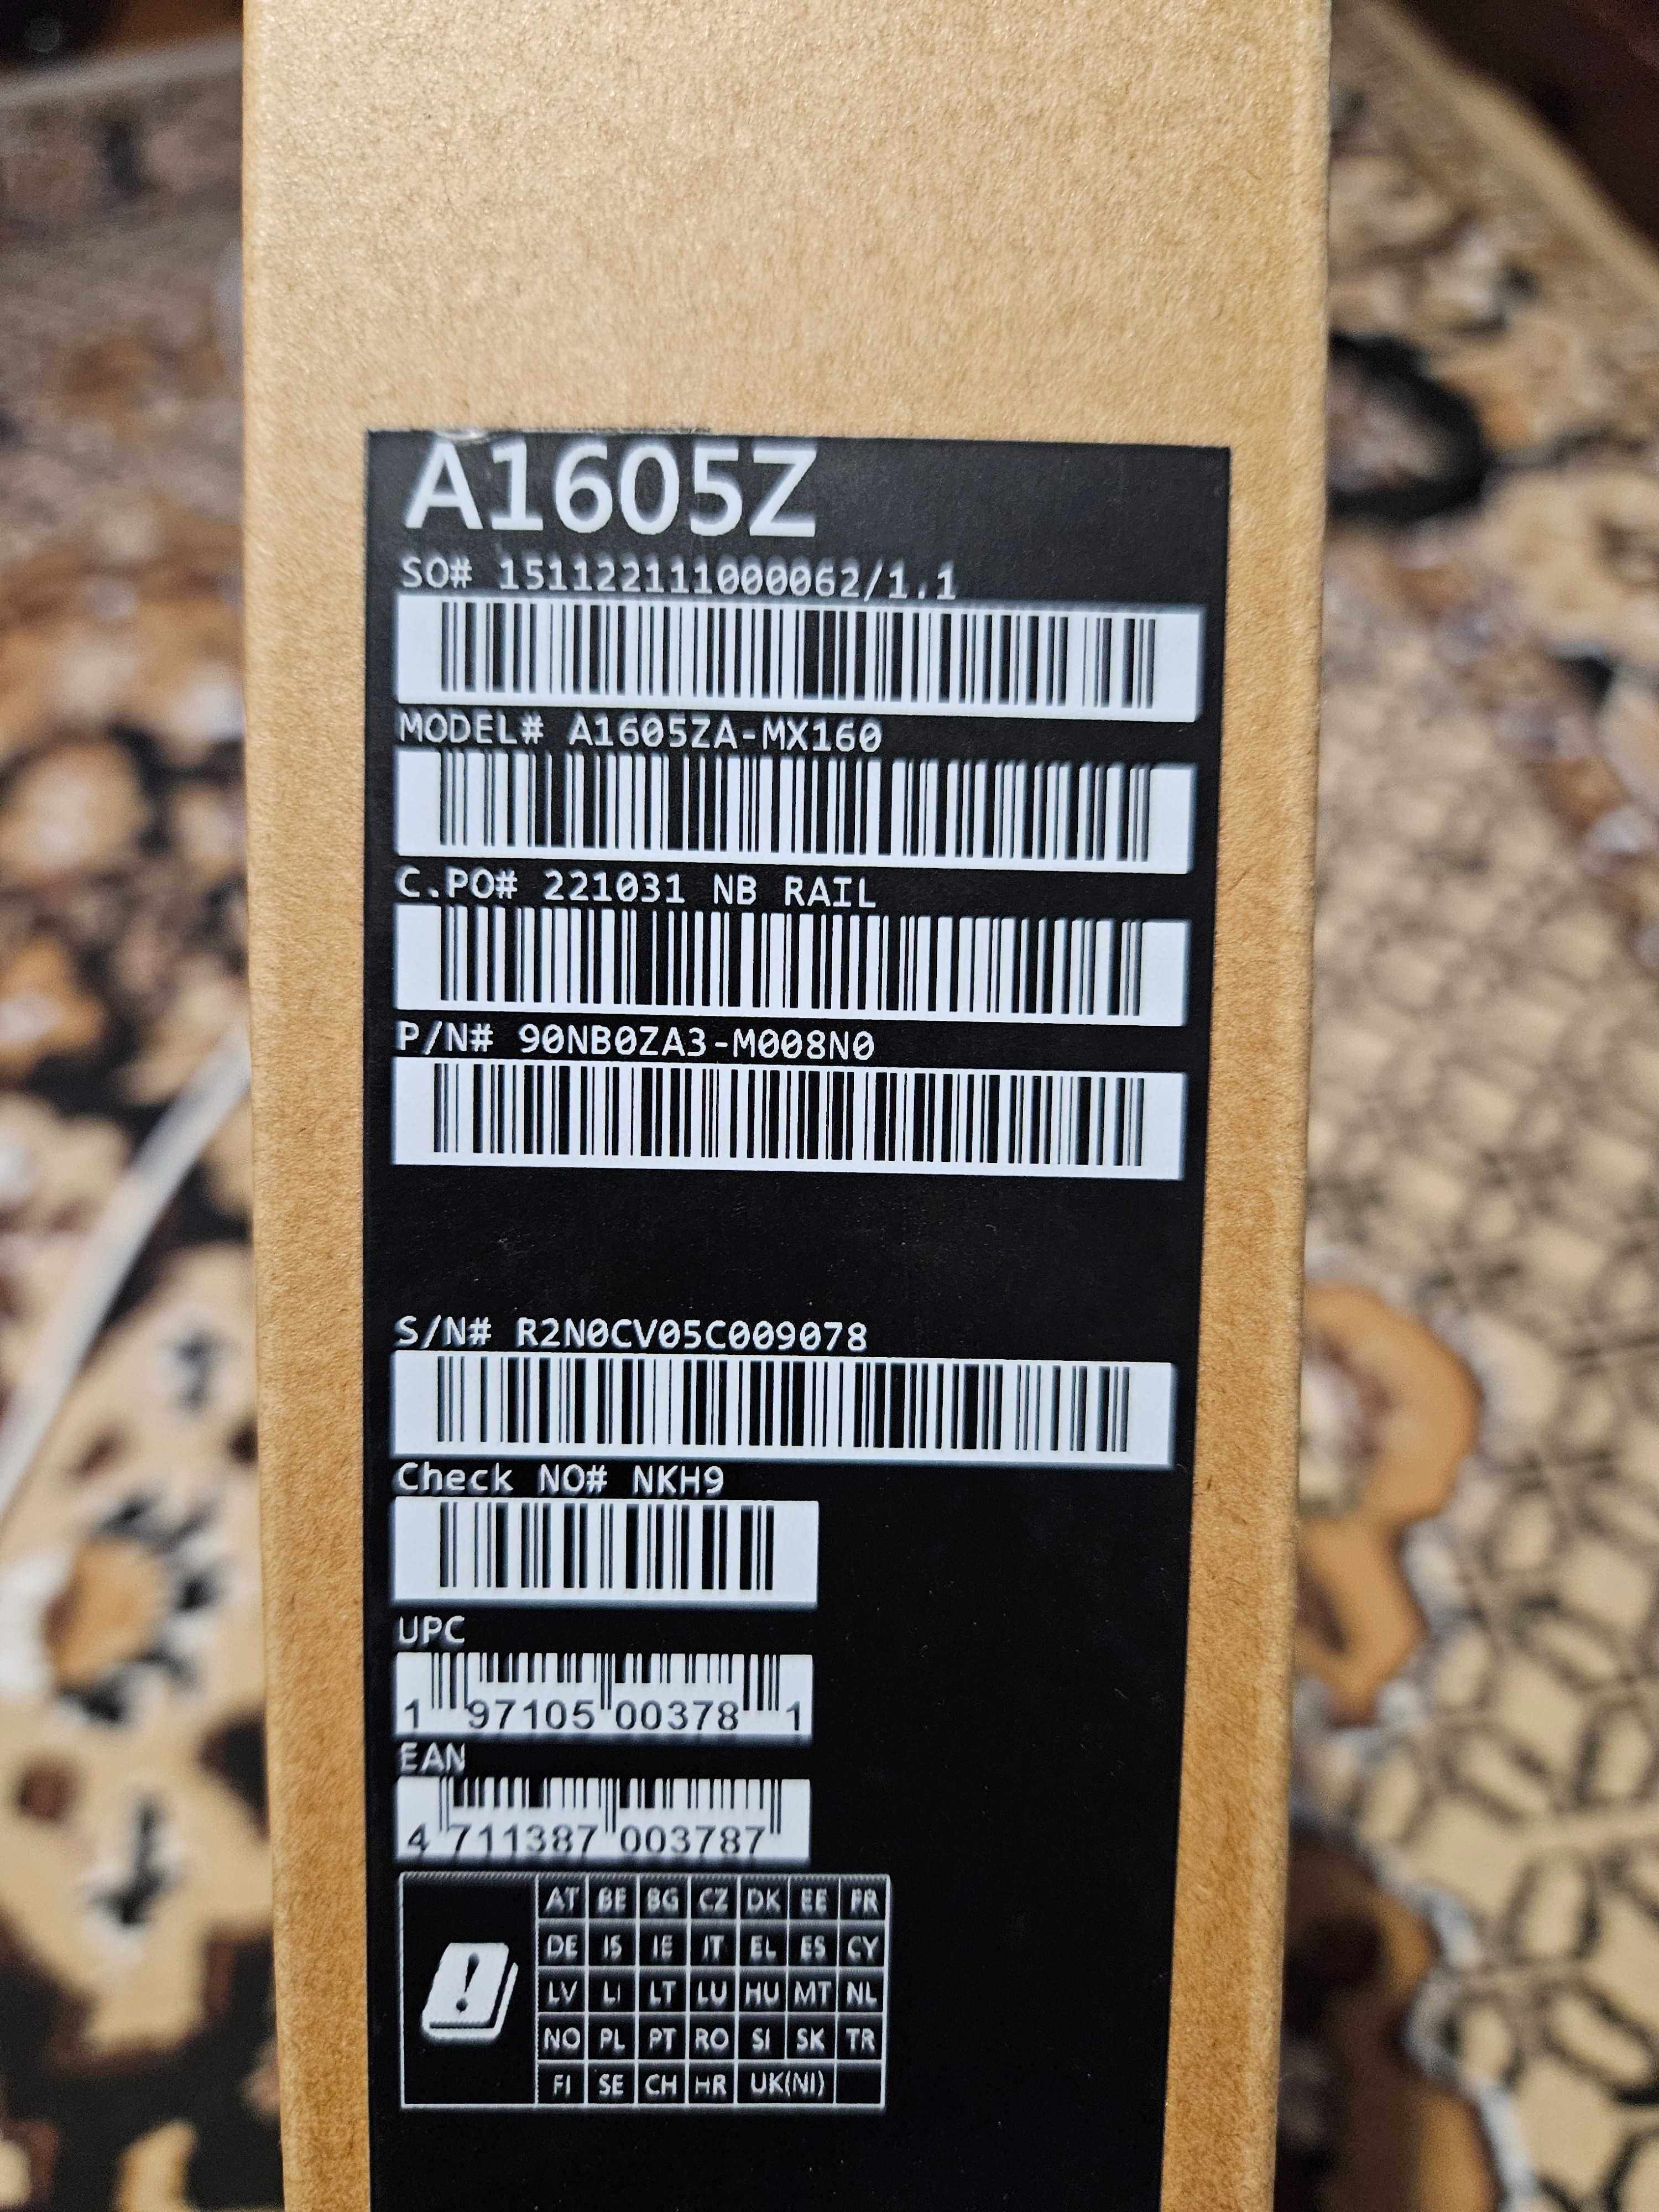 A1605Z
SO# 151122111000062/1.1
MODEL# A1605ZA-MX160
C.PO# 221031 NB RAIL
P/N# 90NB0ZA3-M008N0
S/N# R2N0CV05C009078
Check NO# NKH9
UPC
1 97105 00378 1
EAN
4 711387 003787
AT BE BG CZ DK EE FR
DE IS IE IT EL ES CY
LV LI LT LU HU MT NL
NO PL PT RO SI SK TR
FI SE CH HR UK(NI)